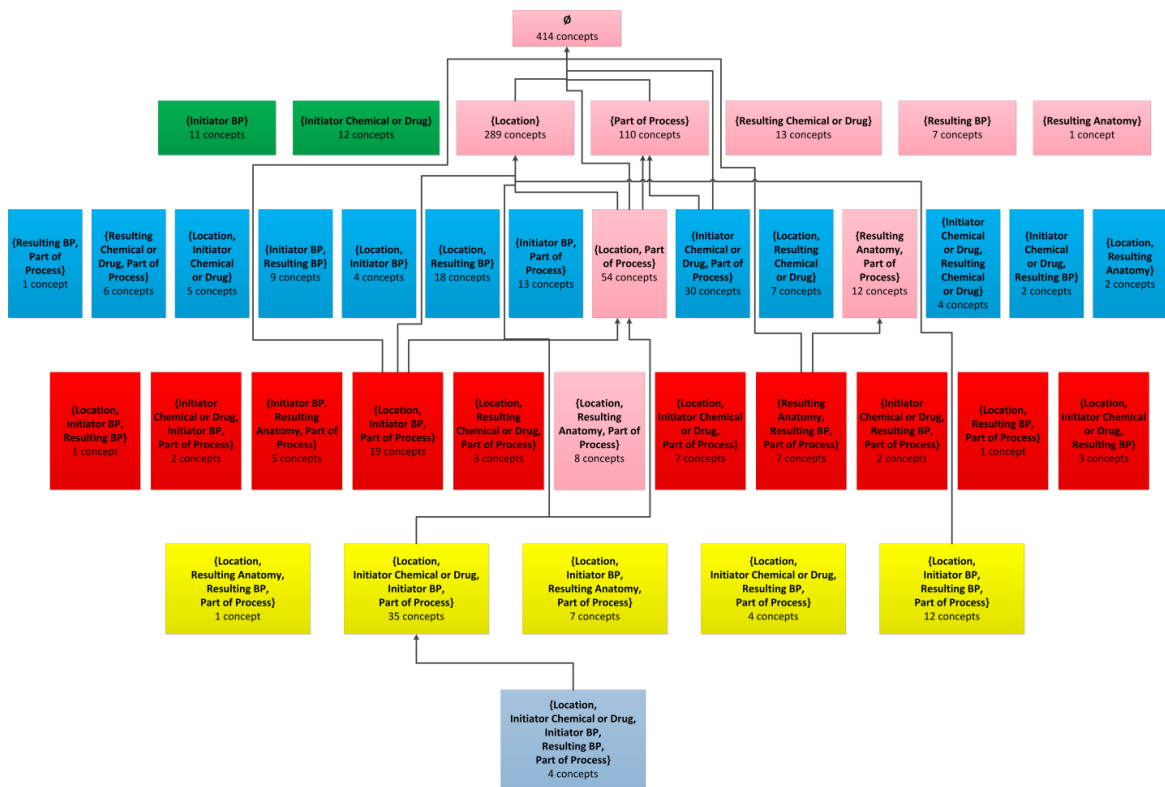 Ø
414 concepts
{Initiator BP}
11 concepts
{Initiator Chemical or Drug}
12 concepts
{Location}
289 concepts
{Part of Process}
110 concepts
{Resulting Chemical or Drug}
13 concepts
{Resulting BP}
7 concepts
{Resulting Anatomy}
1 concept
{Resulting BP,
Part of
Process}
1 concept
{Resulting
Chemical or
Drug, Part of
Process}
6 concepts
{Location,
Initiator
Chemical
or Drug}
5 concepts
{Initiator BP,
Resulting BP}
9 concepts
{Location,
Initiator BP}
4 concepts
{Location,
Resulting BP}
18 concepts
{Initiator BP,
Part of
Process}
13 concepts
{Location, Part
of Process}
54 concepts
{Initiator
Chemical or
Drug, Part of
Process}
30 concepts
{Location,
Resulting
Chemical or
Drug}
7 concepts
{Resulting
Anatomy,
Part of
Process}
12 concepts
{Initiator
Chemical
or Drug,
Resulting
Chemical
or Drug}
4 concepts
{Initiator
Chemical
or Drug,
Resulting BP}
2 concepts
{Location,
Resulting
Anatomy}
2 concepts
{Location,
Initiator BP,
Resulting BP}
1 concept
{Initiator
Chemical or Drug,
Initiator BP,
Part of Process}
2 concepts
{Initiator BP,
Resulting
Anatomy, Part of
Process}
5 concepts
{Location,
Initiator BP,
Part of Process}
19 concepts
{Location,
Resulting
Chemical or Drug,
Part of Process}
3 concepts
{Location,
Resulting
Anatomy, Part of
Process}
8 concepts
{Location,
Initiator Chemical
or Drug,
Part of Process}
7 concepts
{Resulting
Anatomy,
Resulting BP,
Part of Process}
7 concepts
{Initiator
Chemical or Drug,
Resulting BP,
Part of Process}
2 concepts
{Location,
Resulting BP,
Part of Process}
1 concept
{Location,
Initiator Chemical
or Drug,
Resulting BP}
3 concepts
{Location,
Resulting Anatomy,
Resulting BP,
Part of Process}
1 concept
{Location,
Initiator Chemical or Drug,
Initiator BP,
Part of Process}
35 concepts
{Location,
Initiator BP,
Resulting Anatomy,
Part of Process}
7 concepts
{Location,
Initiator Chemical or Drug,
Resulting BP,
Part of Process}
4 concepts
{Location,
Initiator BP,
Resulting BP,
Part of Process}
12 concepts
{Location,
Initiator Chemical or Drug,
Initiator BP,
Resulting BP,
Part of Process}
4 concepts